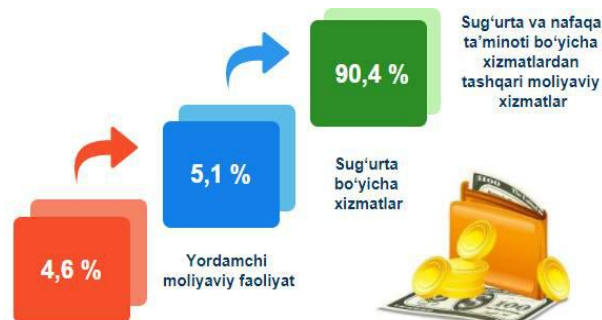 90,4 %
Sug‘urta va nafaqa
ta’minoti bo‘yicha
xizmatlardan
tashqari moliyaviy
xizmatlar
5,1 %
Sug‘urta
bo‘yicha
xizmatlar
4,6 %
Yordamchi
moliyaviy faoliyat
$100